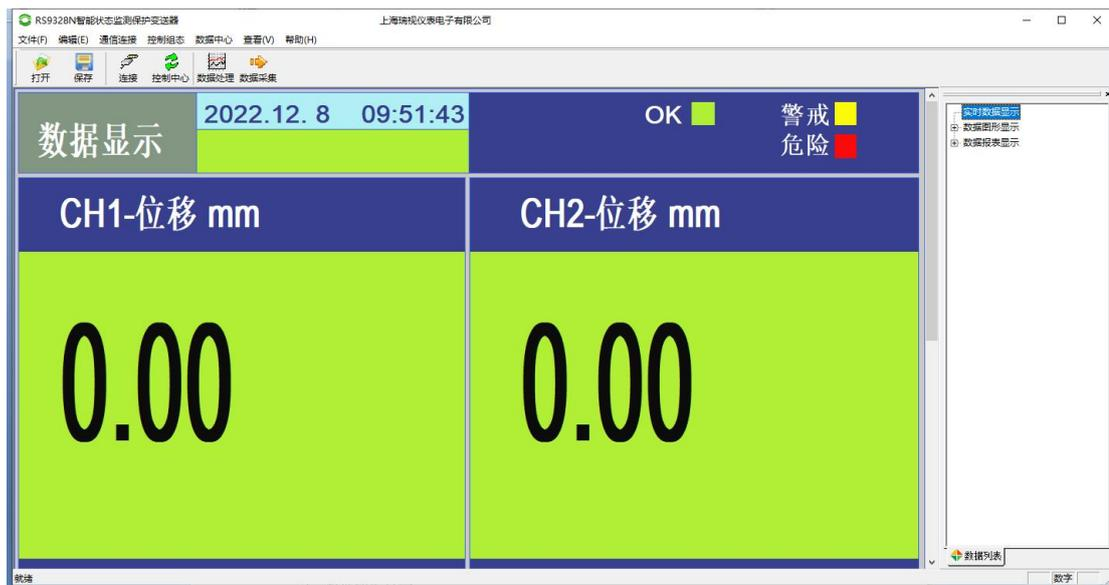 RS9328N智能状态监测保护变送器 上海瑞视仪表电子有限公司
文件(F) 编辑(E) 通信连接 控制组态 数据中心 查看(V) 帮助(H)
打开 保存 连接 控制中心 数据处理 数据采集
数据显示
2022.12. 8 09:51:43
OK 警戒
危险
CH1-位移 mm
CH2-位移 mm
0.00
0.00
实时数据显示
数据图形显示
数据报表显示
数据列表
就绪 数字